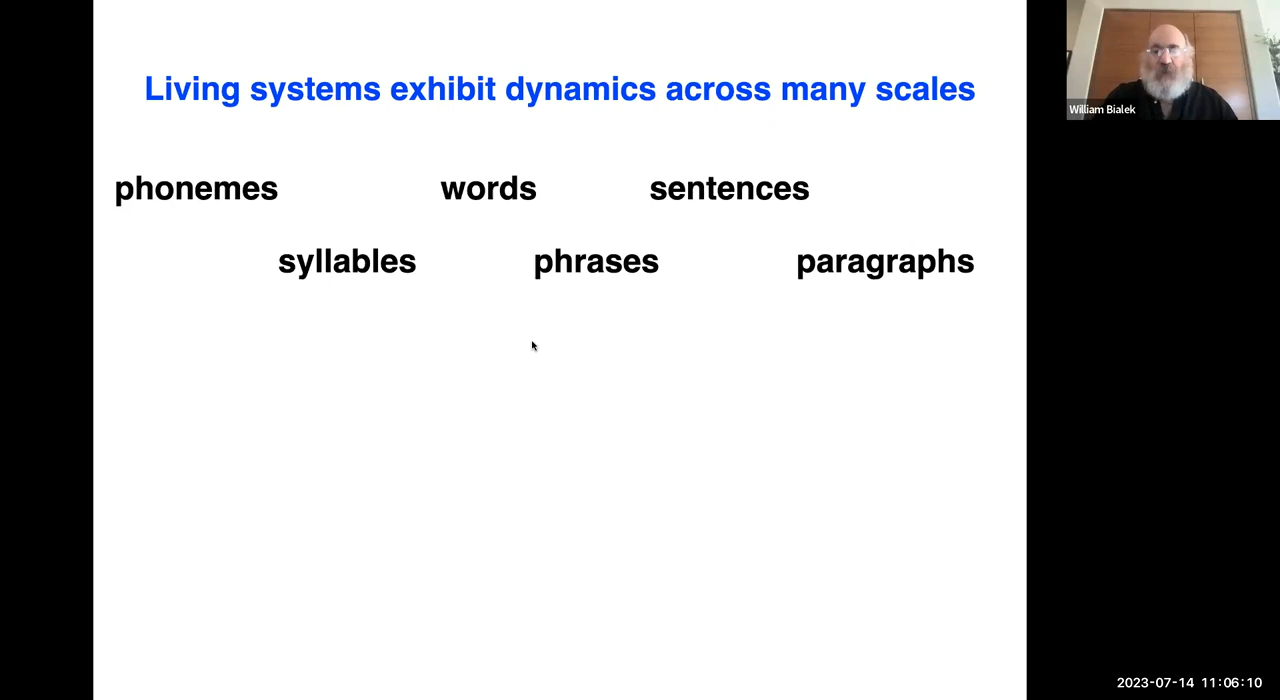 Living systems exhibit dynamics across many scales
phonemes words sentences
syllables phrases paragraphs
William Bialek
2023-07-14 11:06:10